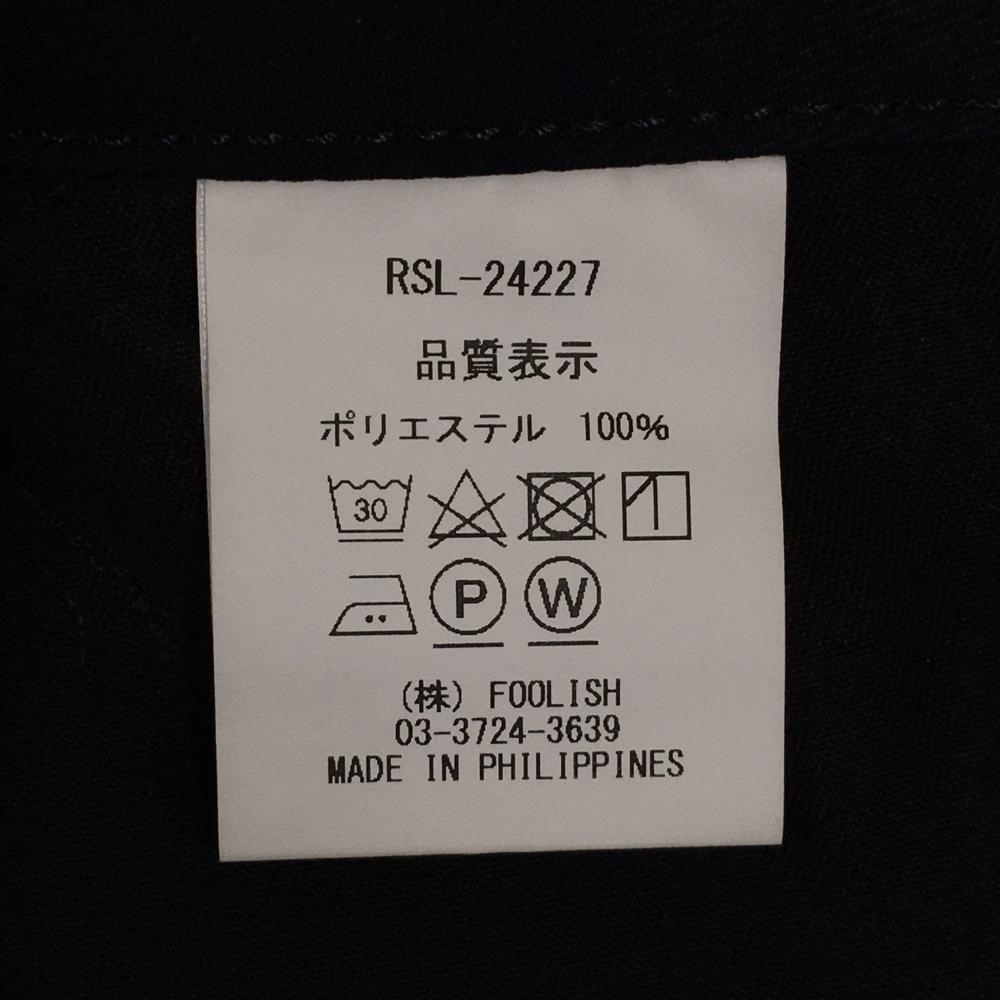 RSL-24227
品質表示
ポリエステル 100%
30
P W
(株) FOOLISH
03-3724-3639
MADE IN PHILIPPINES